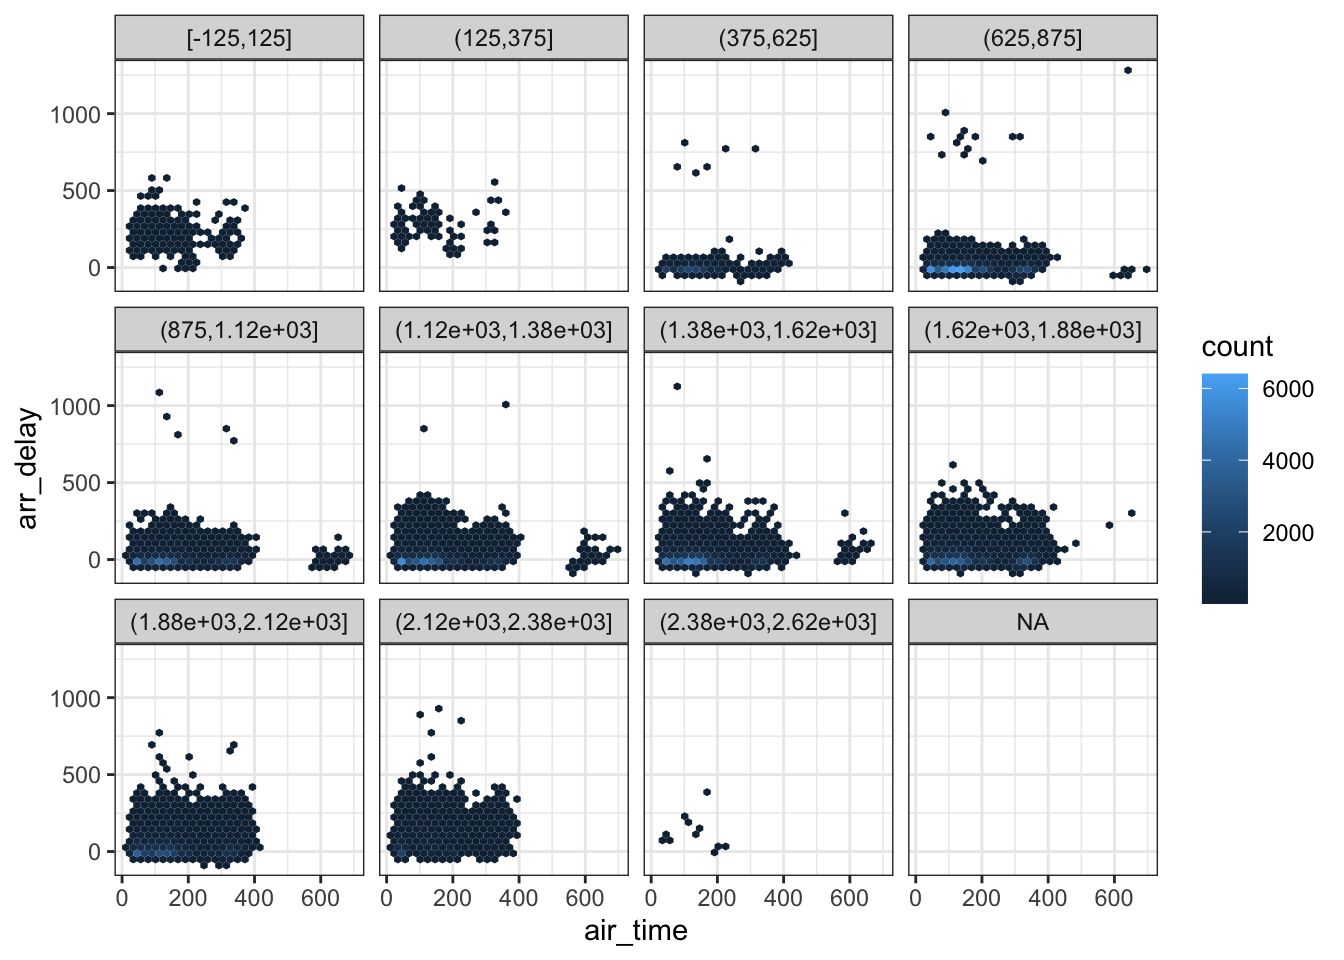 [-125,125]
(125,375]
(375,625]
(625,875]
1000
500
0
(875,1.12e+03]
(1.12e+03,1.38e+03]
(1.38e+03,1.62e+03]
(1.62e+03,1.88e+03]
1000
500
0
(1.88e+03,2.12e+03]
(2.12e+03,2.38e+03]
(2.38e+03,2.62e+03]
NA
1000
500
0
0 200 400 600
0 200 400 600
0 200 400 600
0 200 400 600
air_time
arr_delay
count
6000
4000
2000